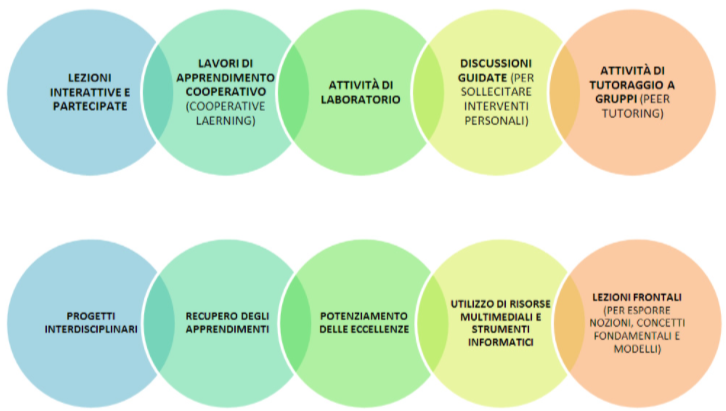 LEZIONI
INTERATTIVE E
PARTECIPATE
LAVORI DI
APPRENDIMENTO
COOPERATIVO
(COOPERATIVE
LAERNING)
ATTIVITÀ DI
LABORATORIO
DISCUSSIONI
GUIDATE (PER
SOLLECITARE
INTERVENTI
PERSONALI)
ATTIVITÀ DI
TUTORAGGIO A
GRUPPI (PEER
TUTORING)
PROGETTI
INTERDISCIPLINARI
RECUPERO DEGLI
APPRENDIMENTI
POTENZIAMENTO
DELLE ECCELLENZE
UTILIZZO DI RISORSE
MULTIMEDIALI E
STRUMENTI
INFORMATICI
LEZIONI FRONTALI
(PER ESPORRE
NOZIONI, CONCETTI
FONDAMENTALI E
MODELLI)